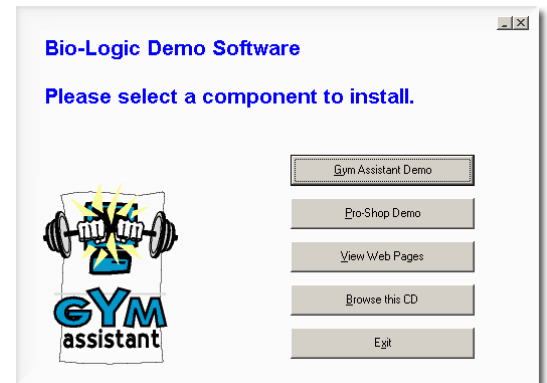 Bio-Logic Demo Software
Please select a component to install.
Gym Assistant Demo
Pro-Shop Demo
View Web Pages
Browse this CD
Exit
GYM
assistant